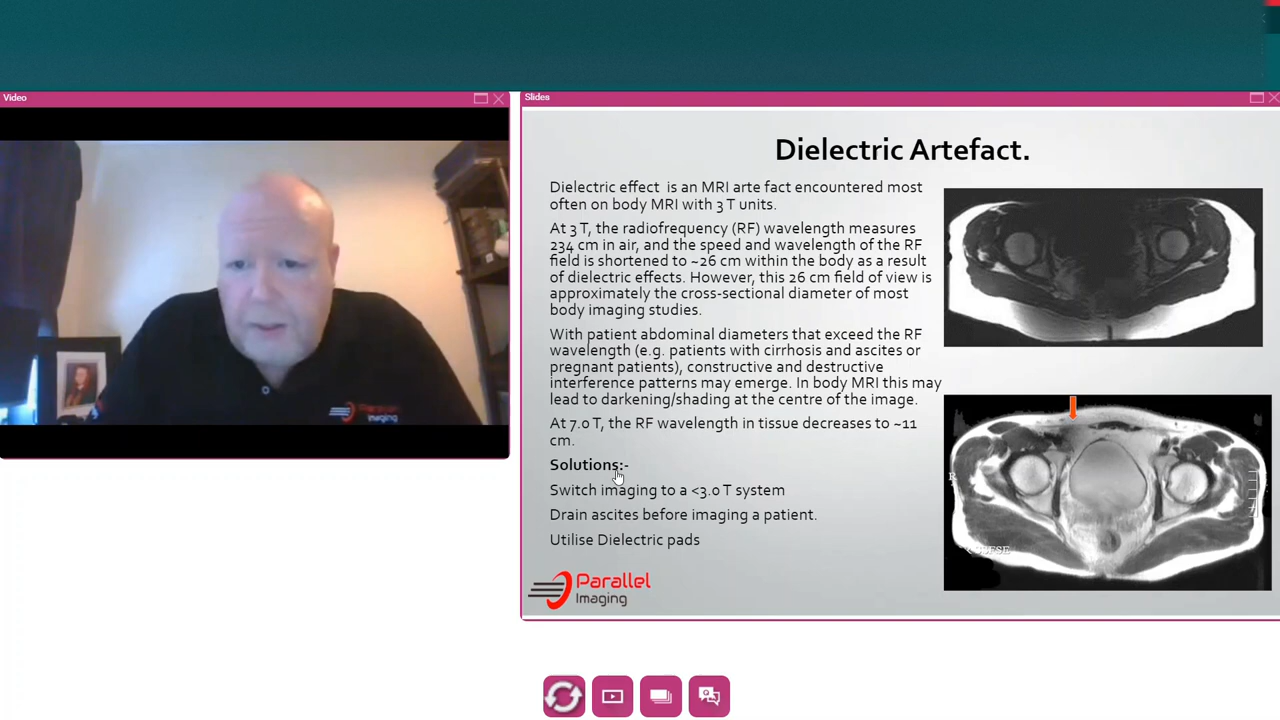 Video
Slides
Dielectric Artefact.
Dielectric effect is an MRI arte fact encountered most
often on body MRI with 3 T units.
At 3 T, the radiofrequency (RF) wavelength measures
234 cm in air, and the speed and wavelength of the RF
field is shortened to ~26 cm within the body as a result
of dielectric effects. However, this 26 cm field of view is
approximately the cross-sectional diameter of most
body imaging studies.
With patient abdominal diameters that exceed the RF
wavelength (e.g. patients with cirrhosis and ascites or
pregnant patients), constructive and destructive
interference patterns may emerge. In body MRI this may
lead to darkening/shading at the centre of the image.
At 7.0 T, the RF wavelength in tissue decreases to ~11
cm.
Solutions:-
Switch imaging to a <3.0 T system
Drain ascites before imaging a patient.
Utilise Dielectric pads
Parallel
Imaging
Parallel
Imaging
R